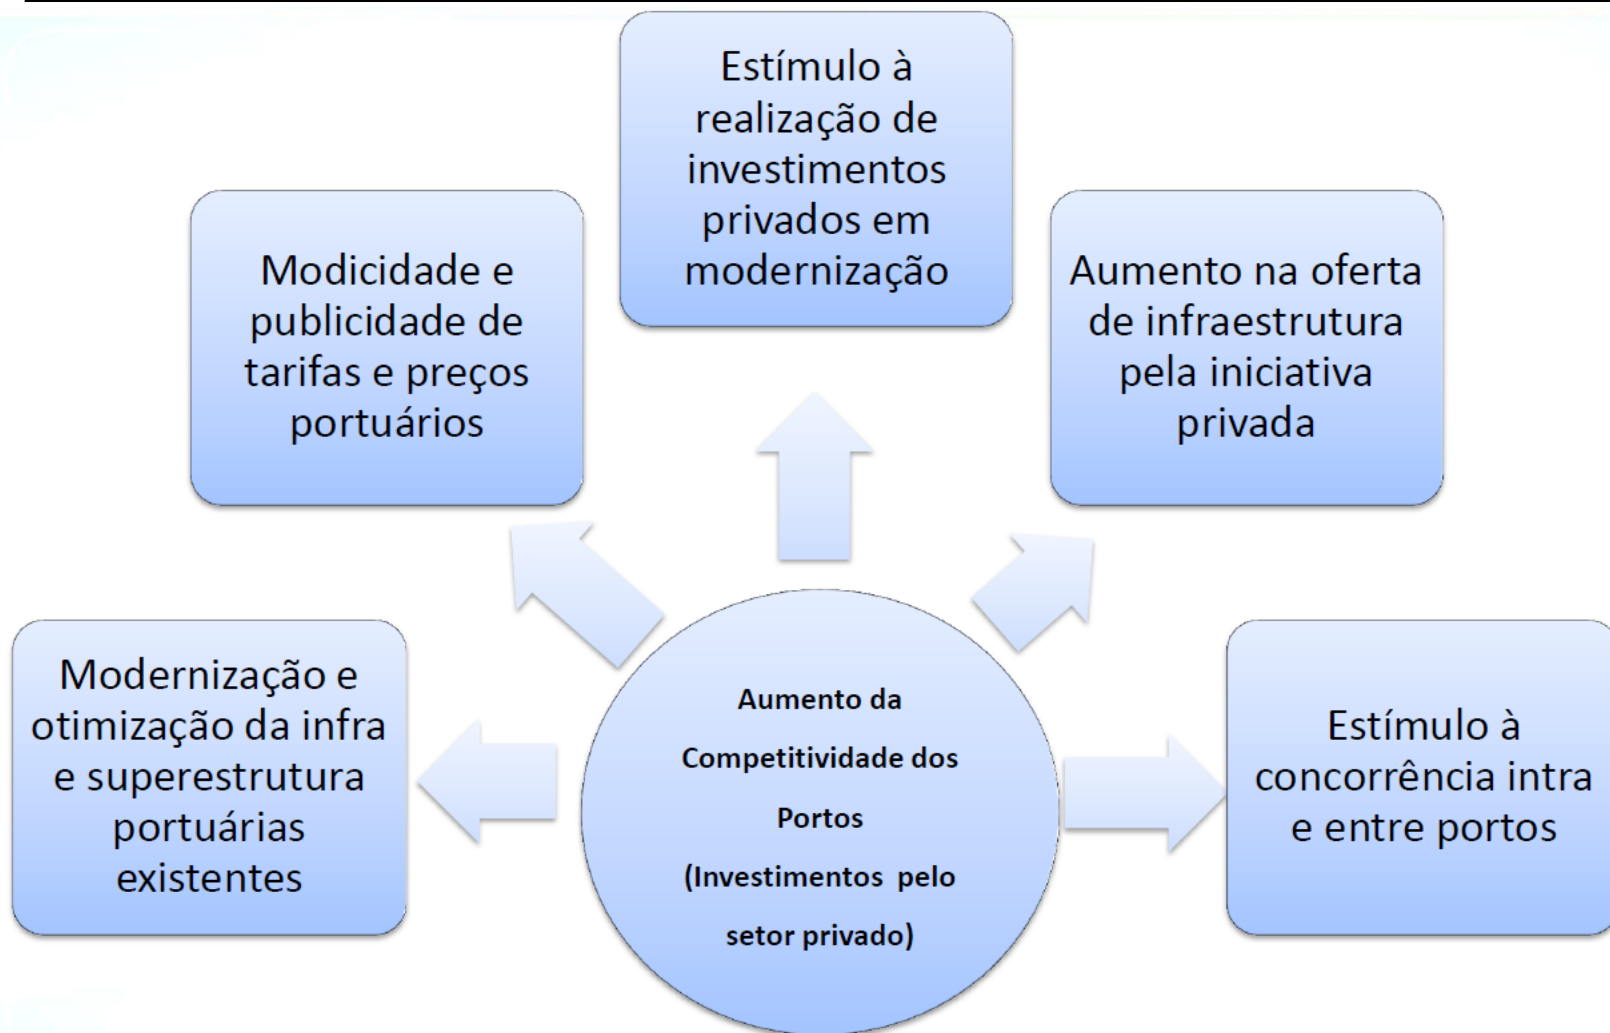 Estímulo à
realização de
investimentos
privados em
modernização
Modicidade e
publicidade de
tarifas e preços
portuários
Aumento na oferta
de infraestrutura
pela iniciativa
privada
Modernização e
otimização da infra
e superestrutura
portuárias
existentes
Aumento da
Competitividade dos
Portos
(Investimentos pelo
setor privado)
Estímulo à
concorrência intra
e entre portos